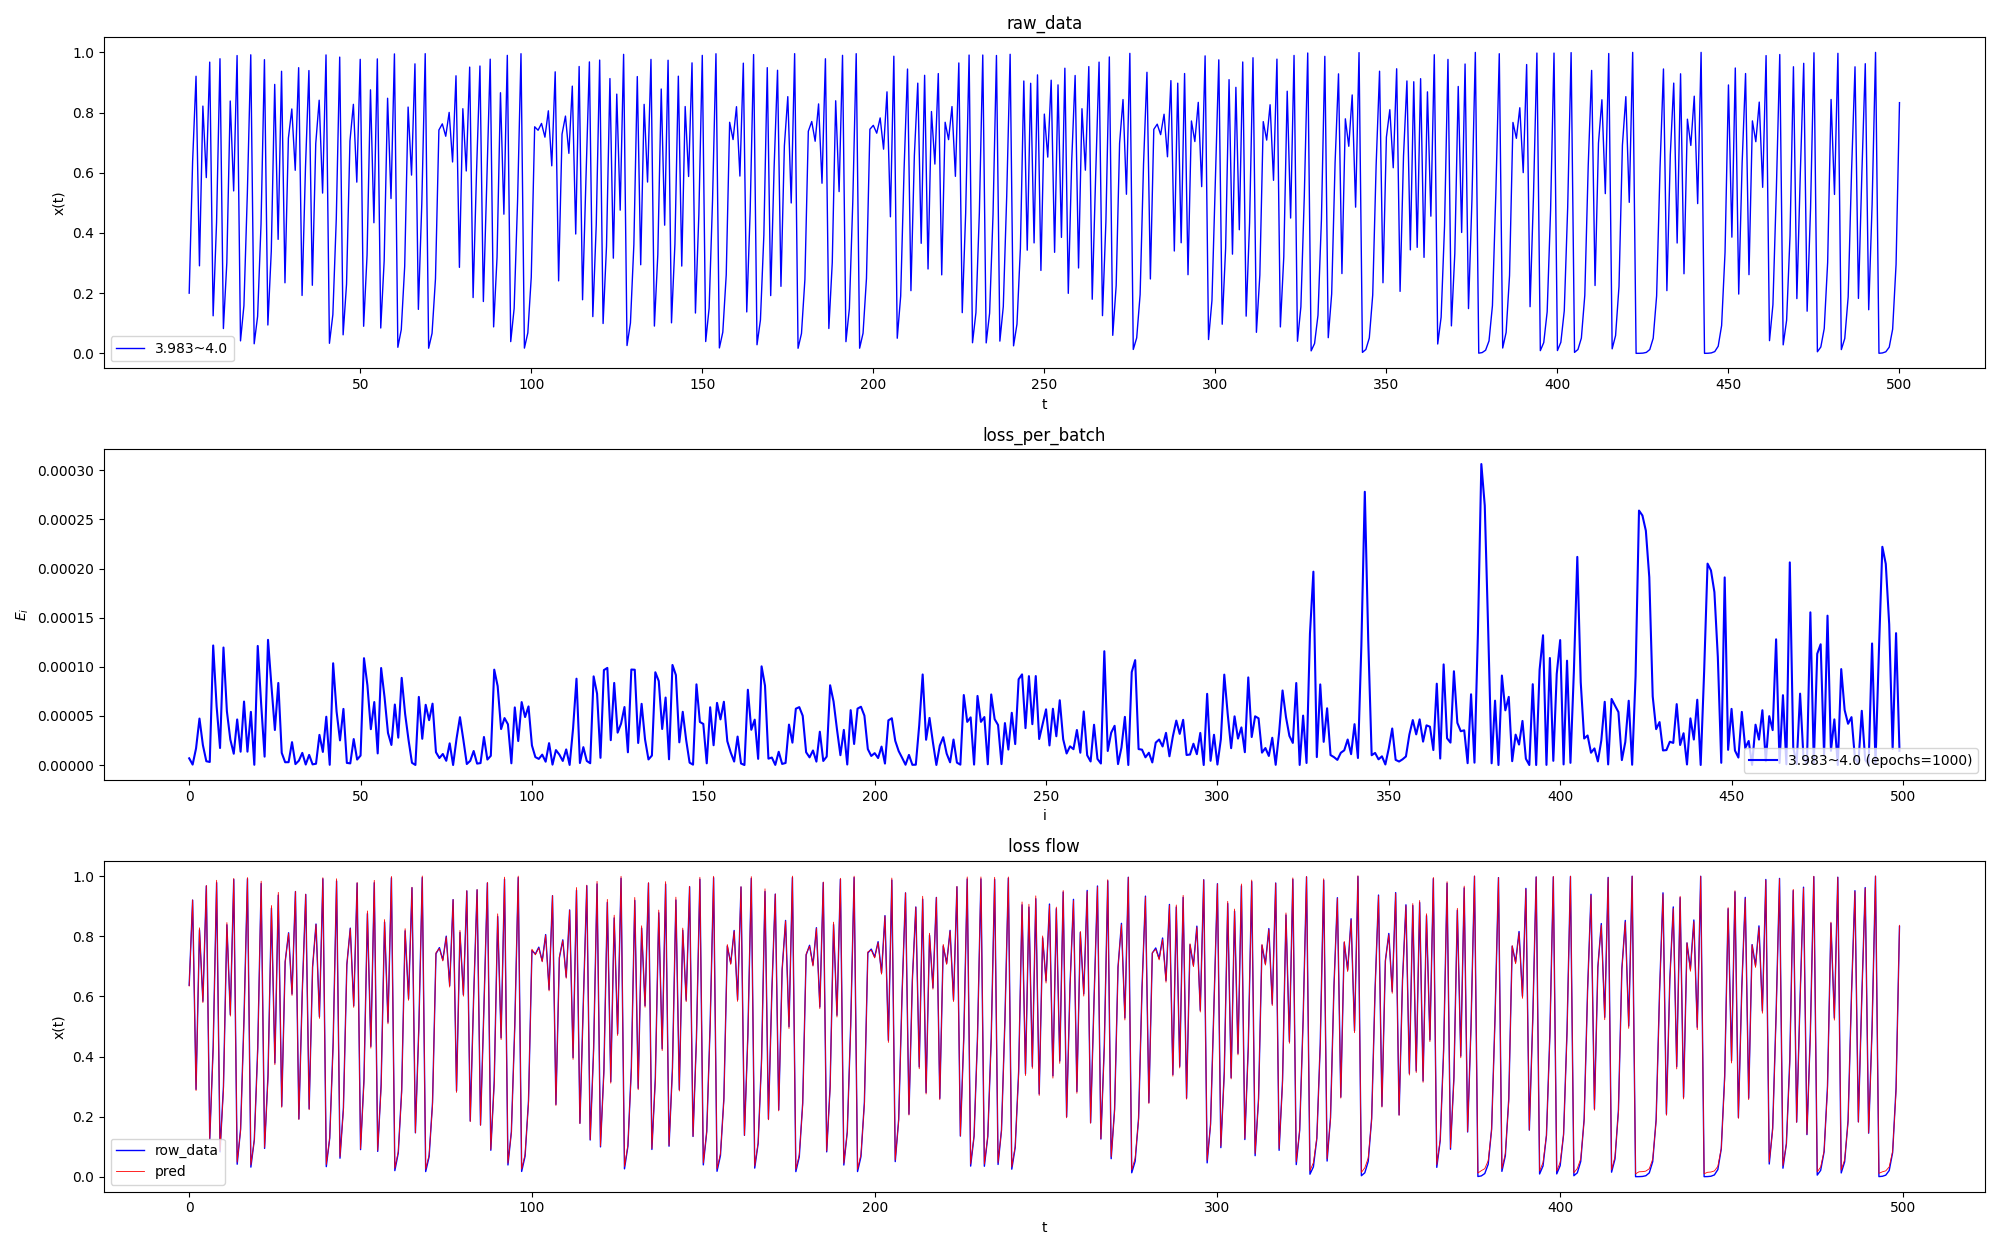 raw_data
1.0
0.8
0.6
0.4
0.2
0.0
x(t)
3.983~4.0
50 100 150 200 250 300 350 400 450 500
t
loss_per_batch
0.00030
0.00025
0.00020
0.00015
0.00010
0.00005
0.00000
E_i
3.983~4.0 (epochs=1000)
0 50 100 150 200 250 300 350 400 450 500
i
loss flow
1.0
0.8
0.6
0.4
0.2
0.0
x(t)
row_data
pred
0 100 200 300 400 500
t